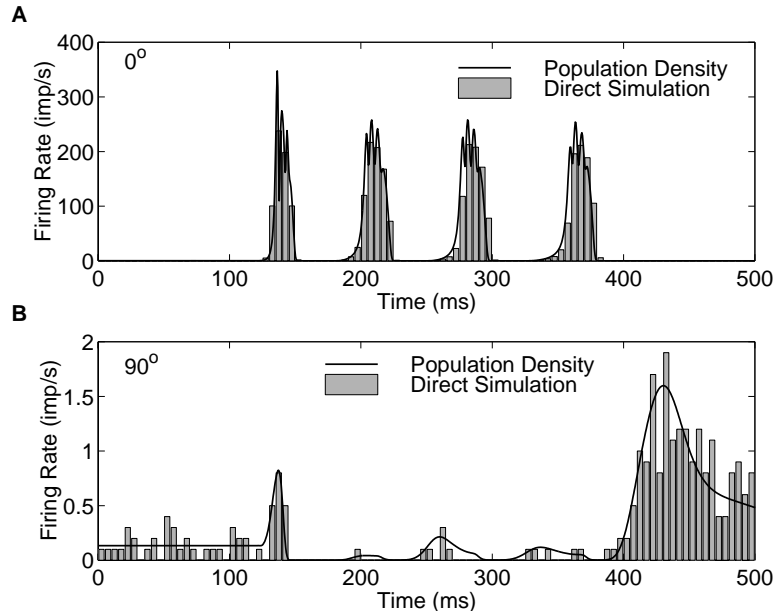 A
400
300
200
100
0
Firing Rate (imp/s)
0°
Population Density
Direct Simulation
0 100 200 300 400 500
Time (ms)
B
2
1.5
1
0.5
0
Firing Rate (imp/s)
90°
Population Density
Direct Simulation
0 100 200 300 400 500
Time (ms)